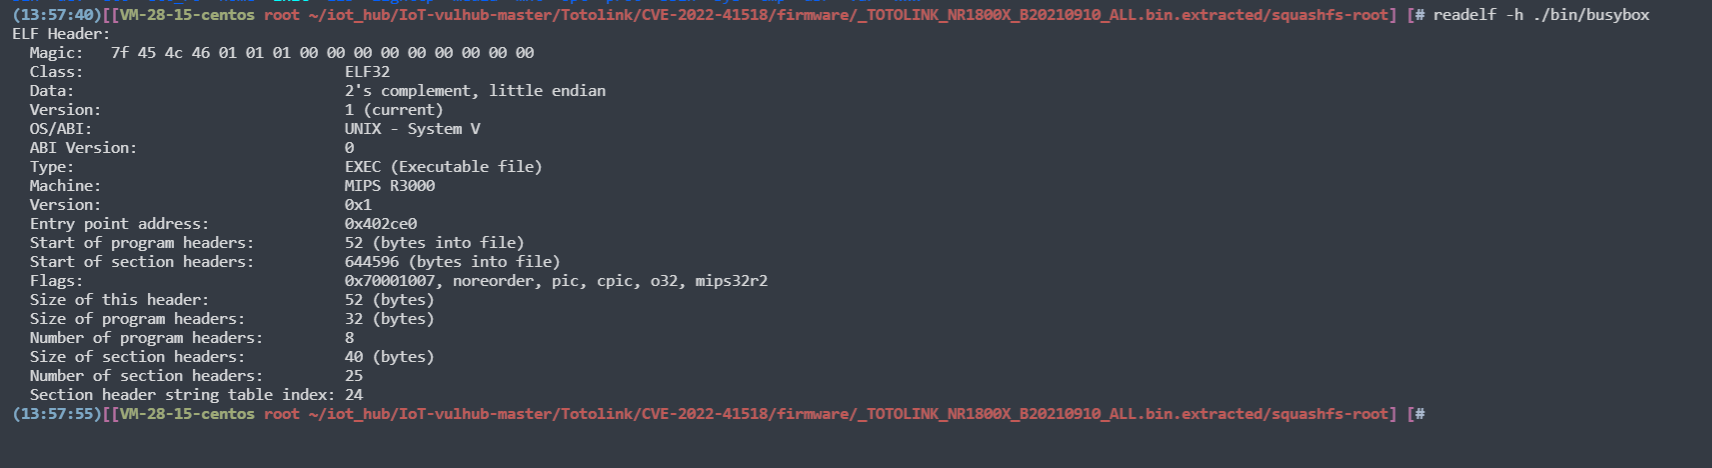 (13:57:40)[[VM-28-15-centos root ~/iot_hub/IoT-vulhub-master/Totolink/CVE-2022-41518/firmware/_TOTOLINK_NR1800X_B20210910_ALL.bin.extracted/squashfs-root] [# readelf -h ./bin/busybox
ELF Header:
  Magic:   7f 45 4c 46 01 01 01 00 00 00 00 00 00 00 00 00
  Class:                             ELF32
  Data:                              2's complement, little endian
  Version:                           1 (current)
  OS/ABI:                            UNIX - System V
  ABI Version:                       0
  Type:                              EXEC (Executable file)
  Machine:                           MIPS R3000
  Version:                           0x1
  Entry point address:               0x402ce0
  Start of program headers:          52 (bytes into file)
  Start of section headers:          644596 (bytes into file)
  Flags:                             0x70001007, noreorder, pic, cpic, o32, mips32r2
  Size of this header:               52 (bytes)
  Size of program headers:           32 (bytes)
  Number of program headers:         8
  Size of section headers:           40 (bytes)
  Number of section headers:         25
  Section header string table index: 24
(13:57:55)[[VM-28-15-centos root ~/iot_hub/IoT-vulhub-master/Totolink/CVE-2022-41518/firmware/_TOTOLINK_NR1800X_B20210910_ALL.bin.extracted/squashfs-root] [#